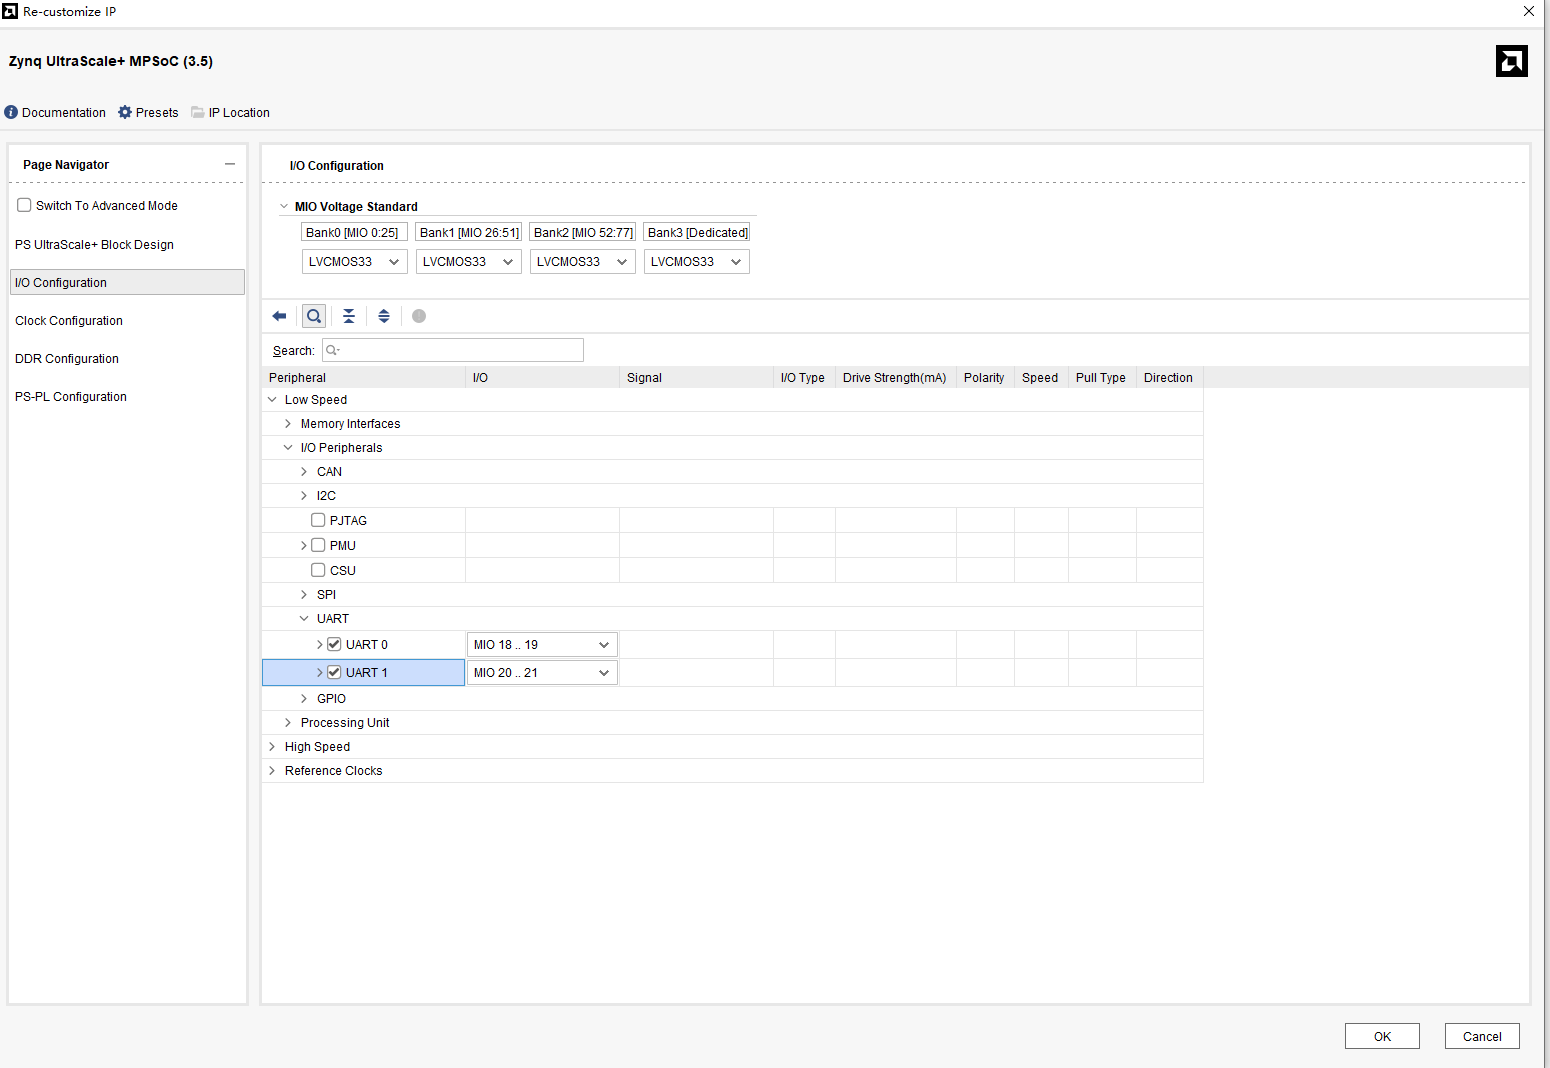 Re-customize IP
Zynq UltraScale+ MPSoC (3.5)
Documentation Presets IP Location
Page Navigator
Switch To Advanced Mode
PS UltraScale+ Block Design
I/O Configuration
Clock Configuration
DDR Configuration
PS-PL Configuration
I/O Configuration
MIO Voltage Standard
Bank0 [MIO 0:25] Bank1 [MIO 26:51] Bank2 [MIO 52:77] Bank3 [Dedicated]
LVCMOS33 LVCMOS33 LVCMOS33 LVCMOS33
Search:
Peripheral I/O Signal I/O Type Drive Strength(mA) Polarity Speed Pull Type Direction
Low Speed
Memory Interfaces
I/O Peripherals
CAN
I2C
PJTAG
PMU
CSU
SPI
UART
UART 0 MIO 18 .. 19
UART 1 MIO 20 .. 21
GPIO
Processing Unit
High Speed
Reference Clocks
OK Cancel